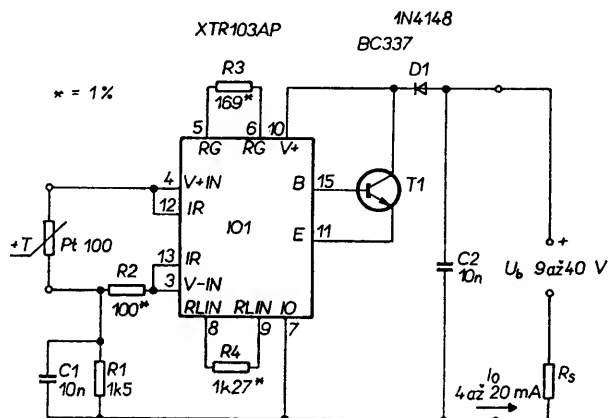 XTR103AP
1N4148
BC337
* = 1%
R3
169*
D1
5
6
10
RG
RG
V+
4
V+IN
B
15
T1
12
IR
+T
Pt 100
IO1
E
11
13
IR
R2
100*
3
V-IN
RLIN
RLIN
IO
8
9
7
R4
1k27*
C1
10n
R1
1k5
C2
10n
+
Ub 9až40 V
Io
4až 20mA
Rs